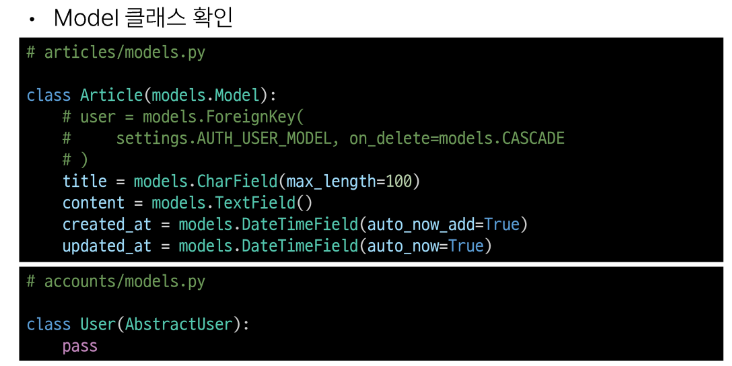 • Model 클래스 확인
# articles/models.py
class Article(models.Model):
    # user = models.ForeignKey(
    #     settings.AUTH_USER_MODEL, on_delete=models.CASCADE
    # )
    title = models.CharField(max_length=100)
    content = models.TextField()
    created_at = models.DateTimeField(auto_now_add=True)
    updated_at = models.DateTimeField(auto_now=True)
# accounts/models.py
class User(AbstractUser):
    pass